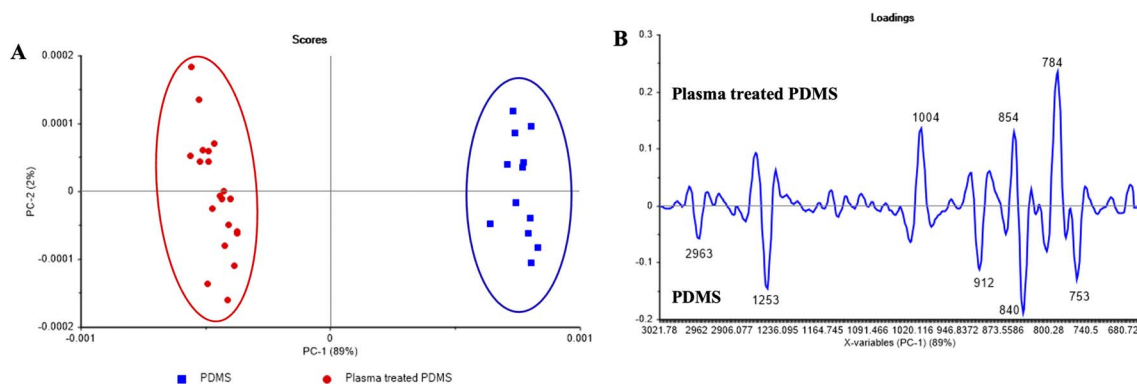 A
Scores
0.0002
0.0001
0
-0.0001
-0.0002
PC-2 (2%)
-0.001
0
0.001
PC-1 (89%)
PDMS
Plasma treated PDMS
B
Loadings
0.3
0.2
0.1
0
-0.1
-0.2
Plasma treated PDMS
PDMS
784
1004
854
2963
1253
912
840
753
3021.78 2962 2906.077 1236.095 1164.745 1091.466 1020.116 946.8372 873.5586 800.28 740.5 680.72
X-variables (PC-1) (89%)